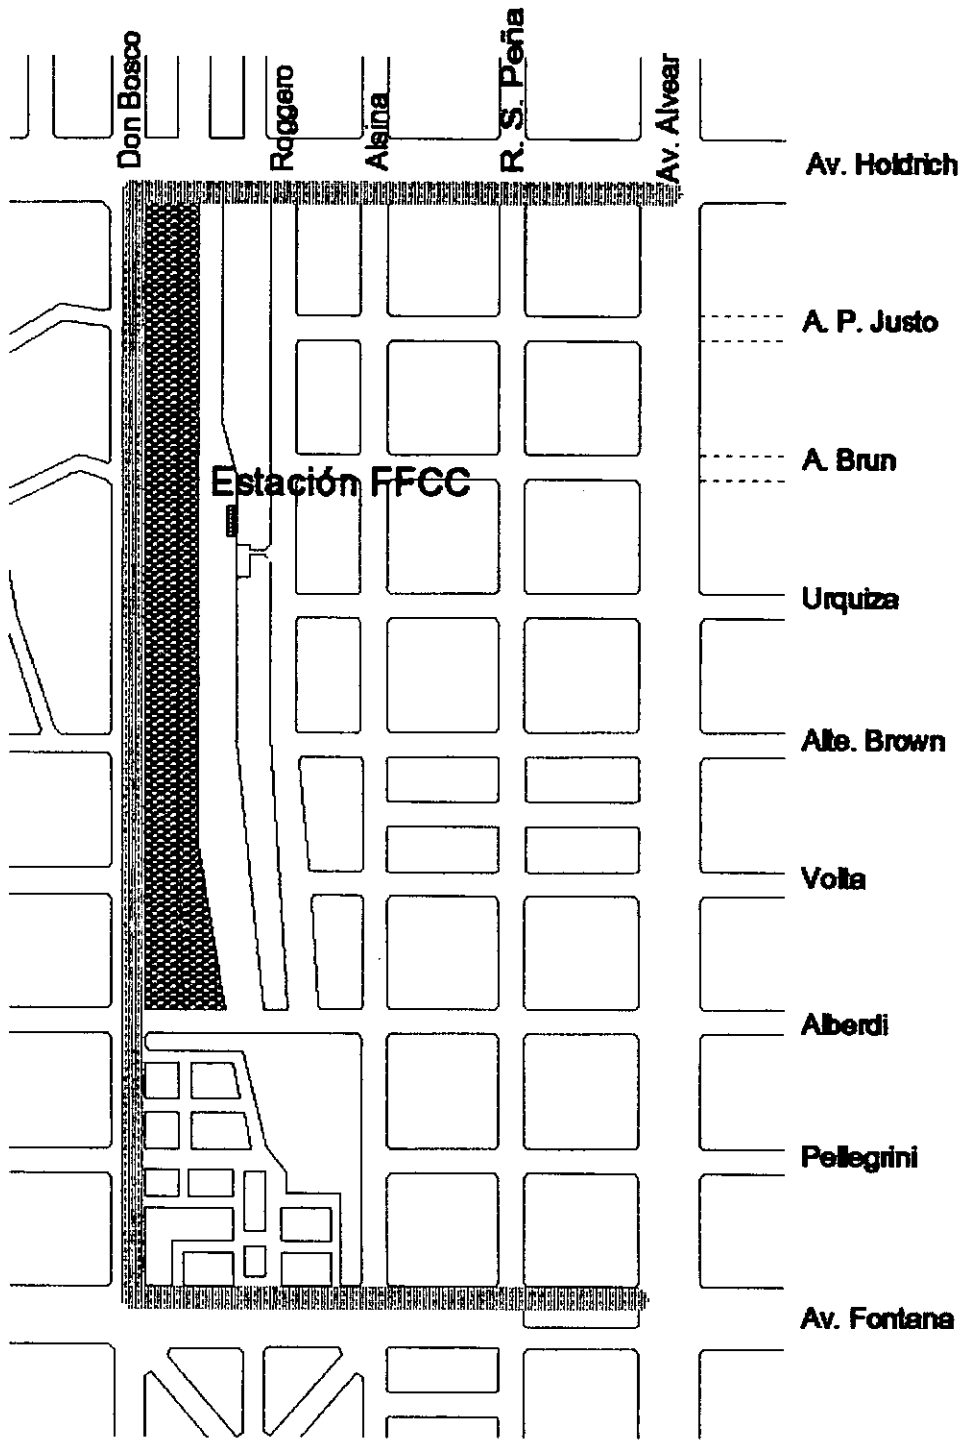 Don Bosco
Roggero
Alsina
R. S. Peña
Av. Alvear
Av. Holdrich
A. P. Justo
A. Brun
Estación FFCC
Urquiza
Alte. Brown
Volta
Alberdi
Pellegrini
Av. Fontana